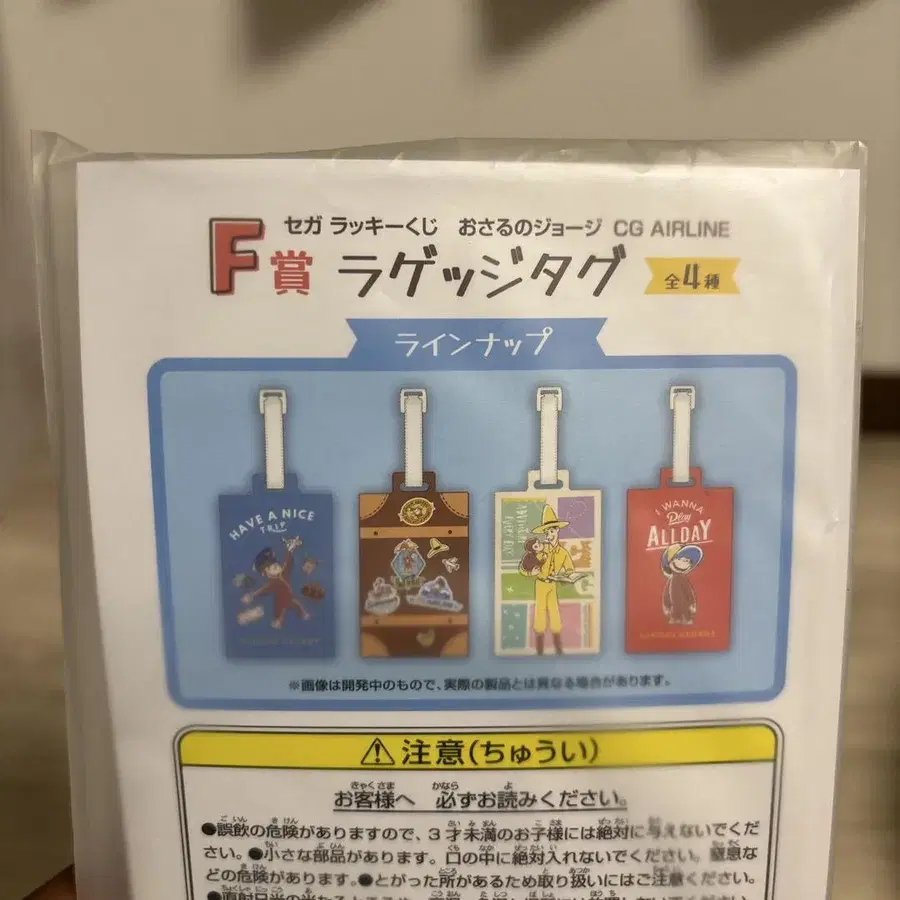 セガ ラッキーくじ おさるのジョージ CG AIRLINE
F賞 ラゲッジタグ 全4種
ラインナップ
HAVE A NICE
TRIP
I WANNA
Play
ALLDAY
※画像は開発中のもので、実際の製品とは異なる場合があります。
⚠注意(ちゅうい)
お客様へ 必ずお読みください。
●誤飲の危険がありますので、3才未満のお子様には絶対に与えないでくだ
さい。●小さな部品があります。口の中に絶対入れないでください。窒息な
どの危険があります。●とがった所があるため取り扱いにはご注意ください。